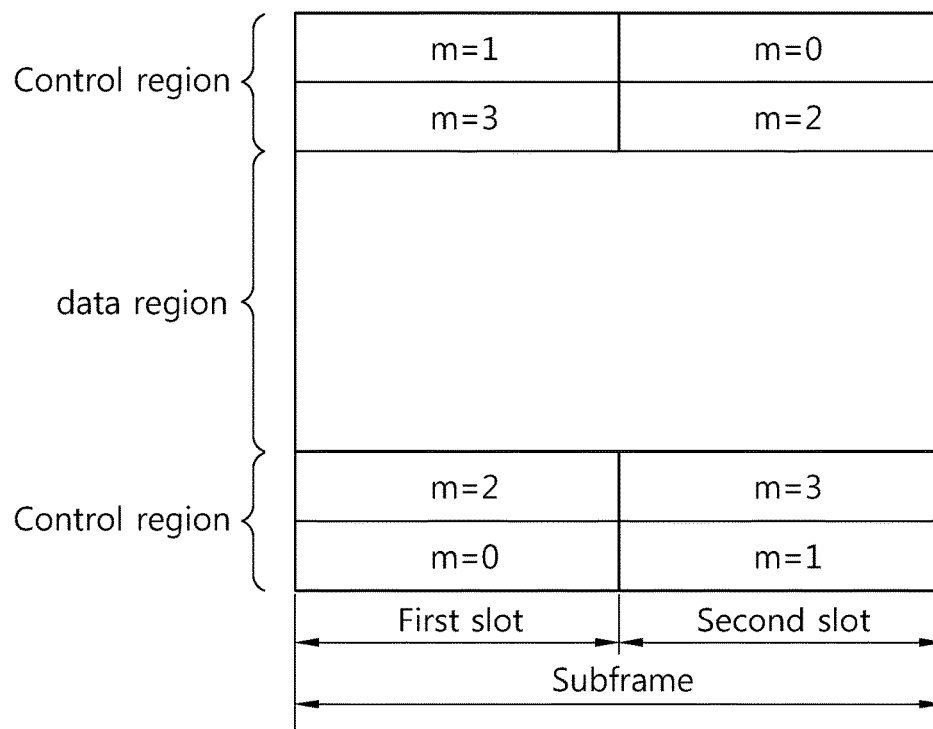 m=1 m=0
Control region
m=3 m=2
data region
m=2 m=3
Control region
m=0 m=1
First slot Second slot
Subframe